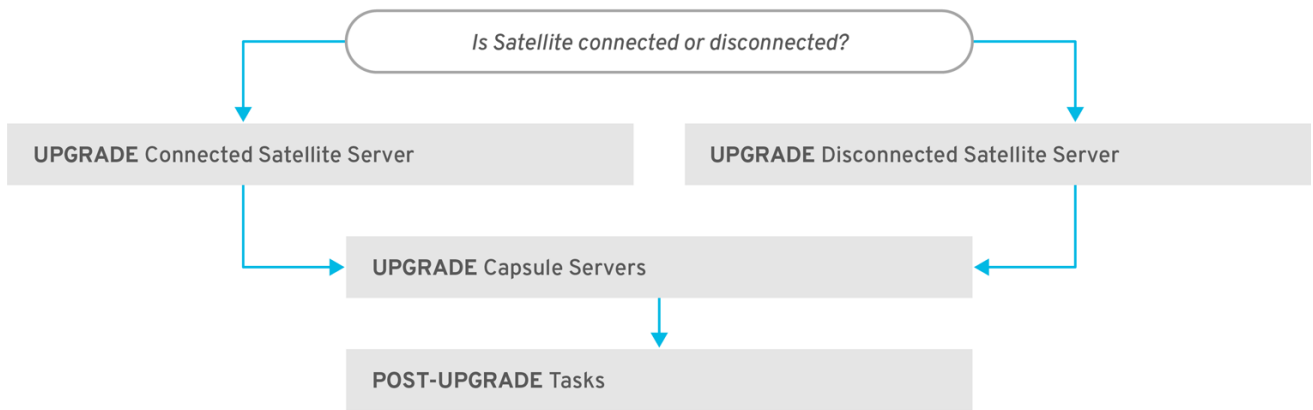 Is Satellite connected or disconnected?
UPGRADE Connected Satellite Server
UPGRADE Disconnected Satellite Server
UPGRADE Capsule Servers
POST-UPGRADE Tasks